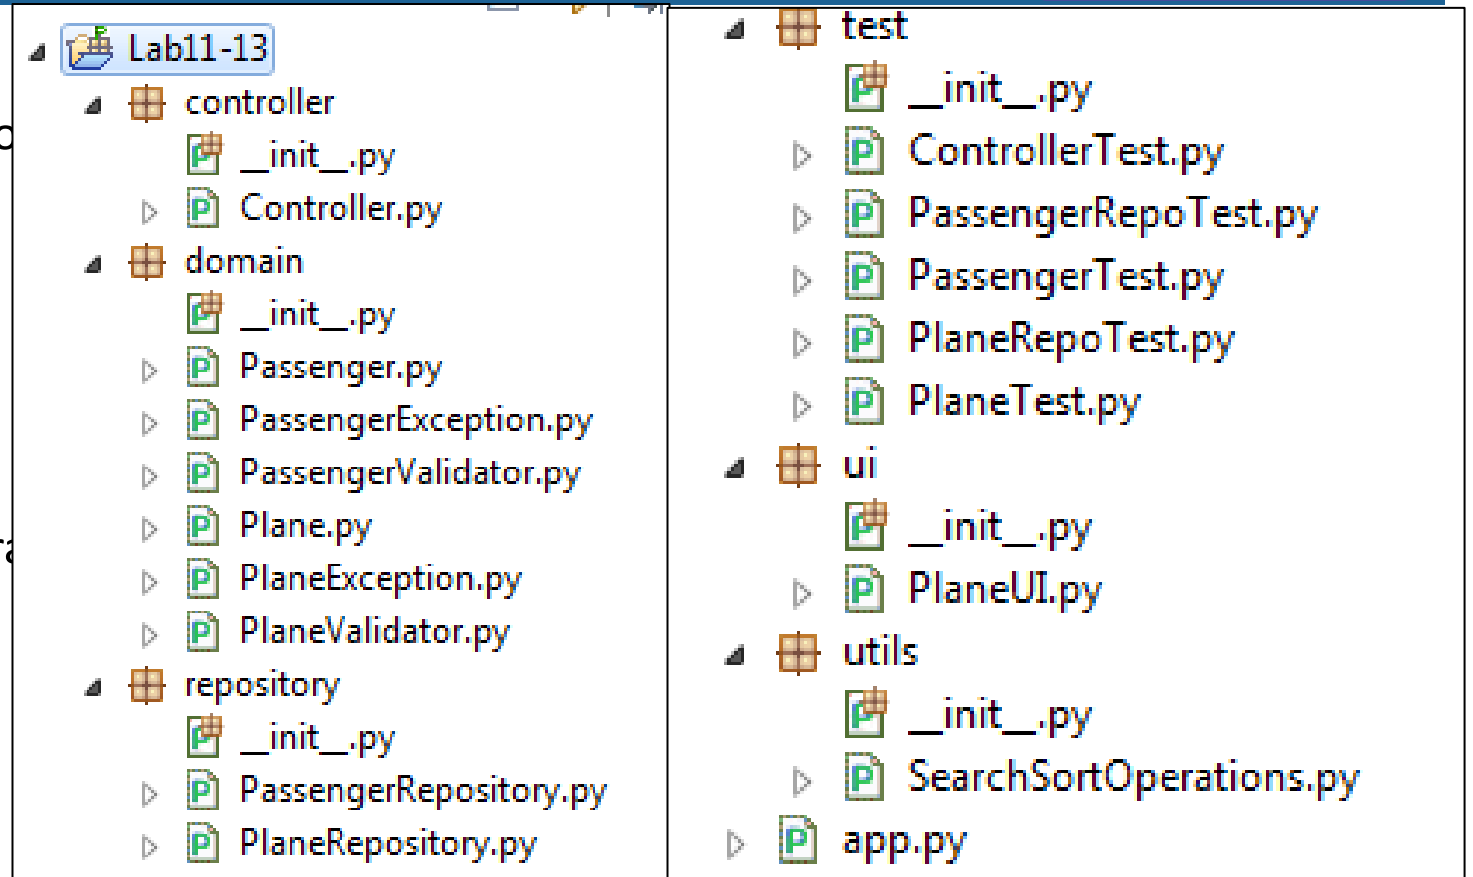 Lab11-13
controller
__init__.py
Controller.py
domain
__init__.py
Passenger.py
PassengerException.py
PassengerValidator.py
Plane.py
PlaneException.py
PlaneValidator.py
repository
__init__.py
PassengerRepository.py
PlaneRepository.py
test
__init__.py
ControllerTest.py
PassengerRepoTest.py
PassengerTest.py
PlaneRepoTest.py
PlaneTest.py
ui
__init__.py
PlaneUI.py
utils
__init__.py
SearchSortOperations.py
app.py